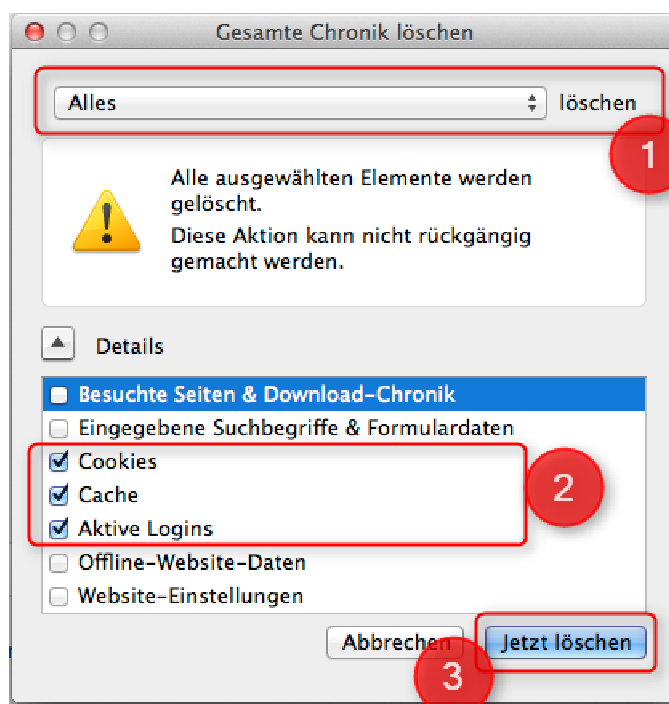 Gesamte Chronik löschen
Alles löschen
1
Alle ausgewählten Elemente werden
gelöscht.
Diese Aktion kann nicht rückgängig
gemacht werden.
Details
Besuchte Seiten & Download-Chronik
Eingegebene Suchbegriffe & Formulardaten
Cookies
Cache
Aktive Logins
2
Offline-Website-Daten
Website-Einstellungen
Abbrechen Jetzt löschen
3